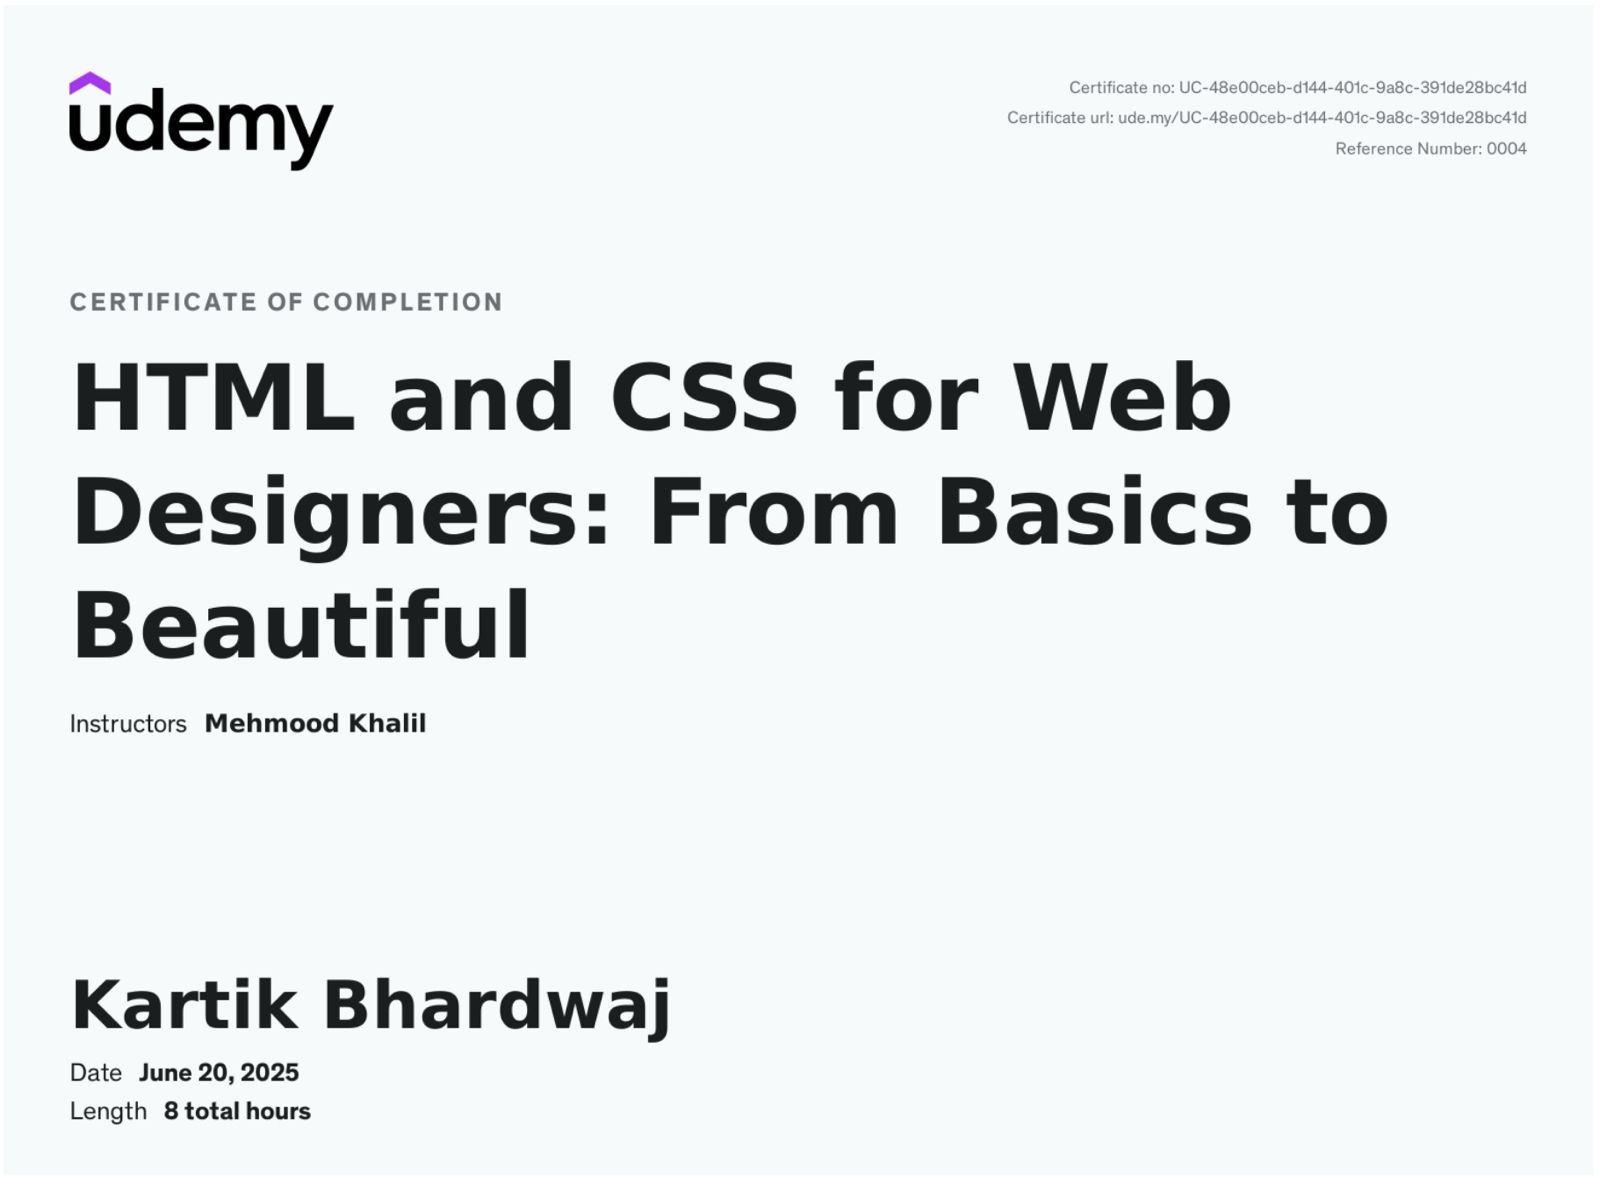 udemy
Certificate no: UC-48e00ceb-d144-401c-9a8c-391de28bc41d
Certificate url: ude.my/UC-48e00ceb-d144-401c-9a8c-391de28bc41d
Reference Number: 0004
CERTIFICATE OF COMPLETION
HTML and CSS for Web
Designers: From Basics to
Beautiful
Instructors Mehmood Khalil
Kartik Bhardwaj
Date June 20, 2025
Length 8 total hours